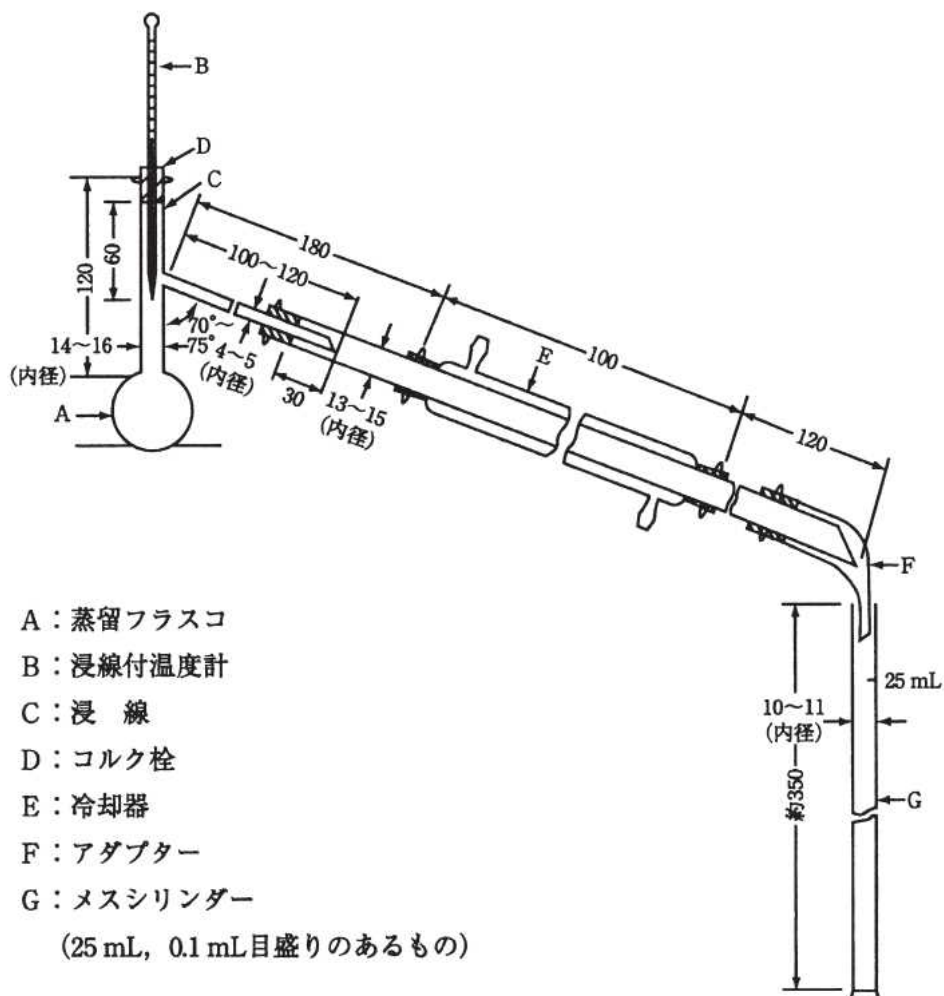 B
D
C
180
100～120
60
120
70°～
75°
4～5
(内径)
14～16
(内径)
30
13～15
(内径)
E
100
120
A
F
25 mL
10～11
(内径)
約350
G
A：蒸留フラスコ
B：浸線付温度計
C：浸　線
D：コルク栓
E：冷却器
F：アダプター
G：メスシリンダー
(25 mL，0.1 mL目盛りのあるもの)